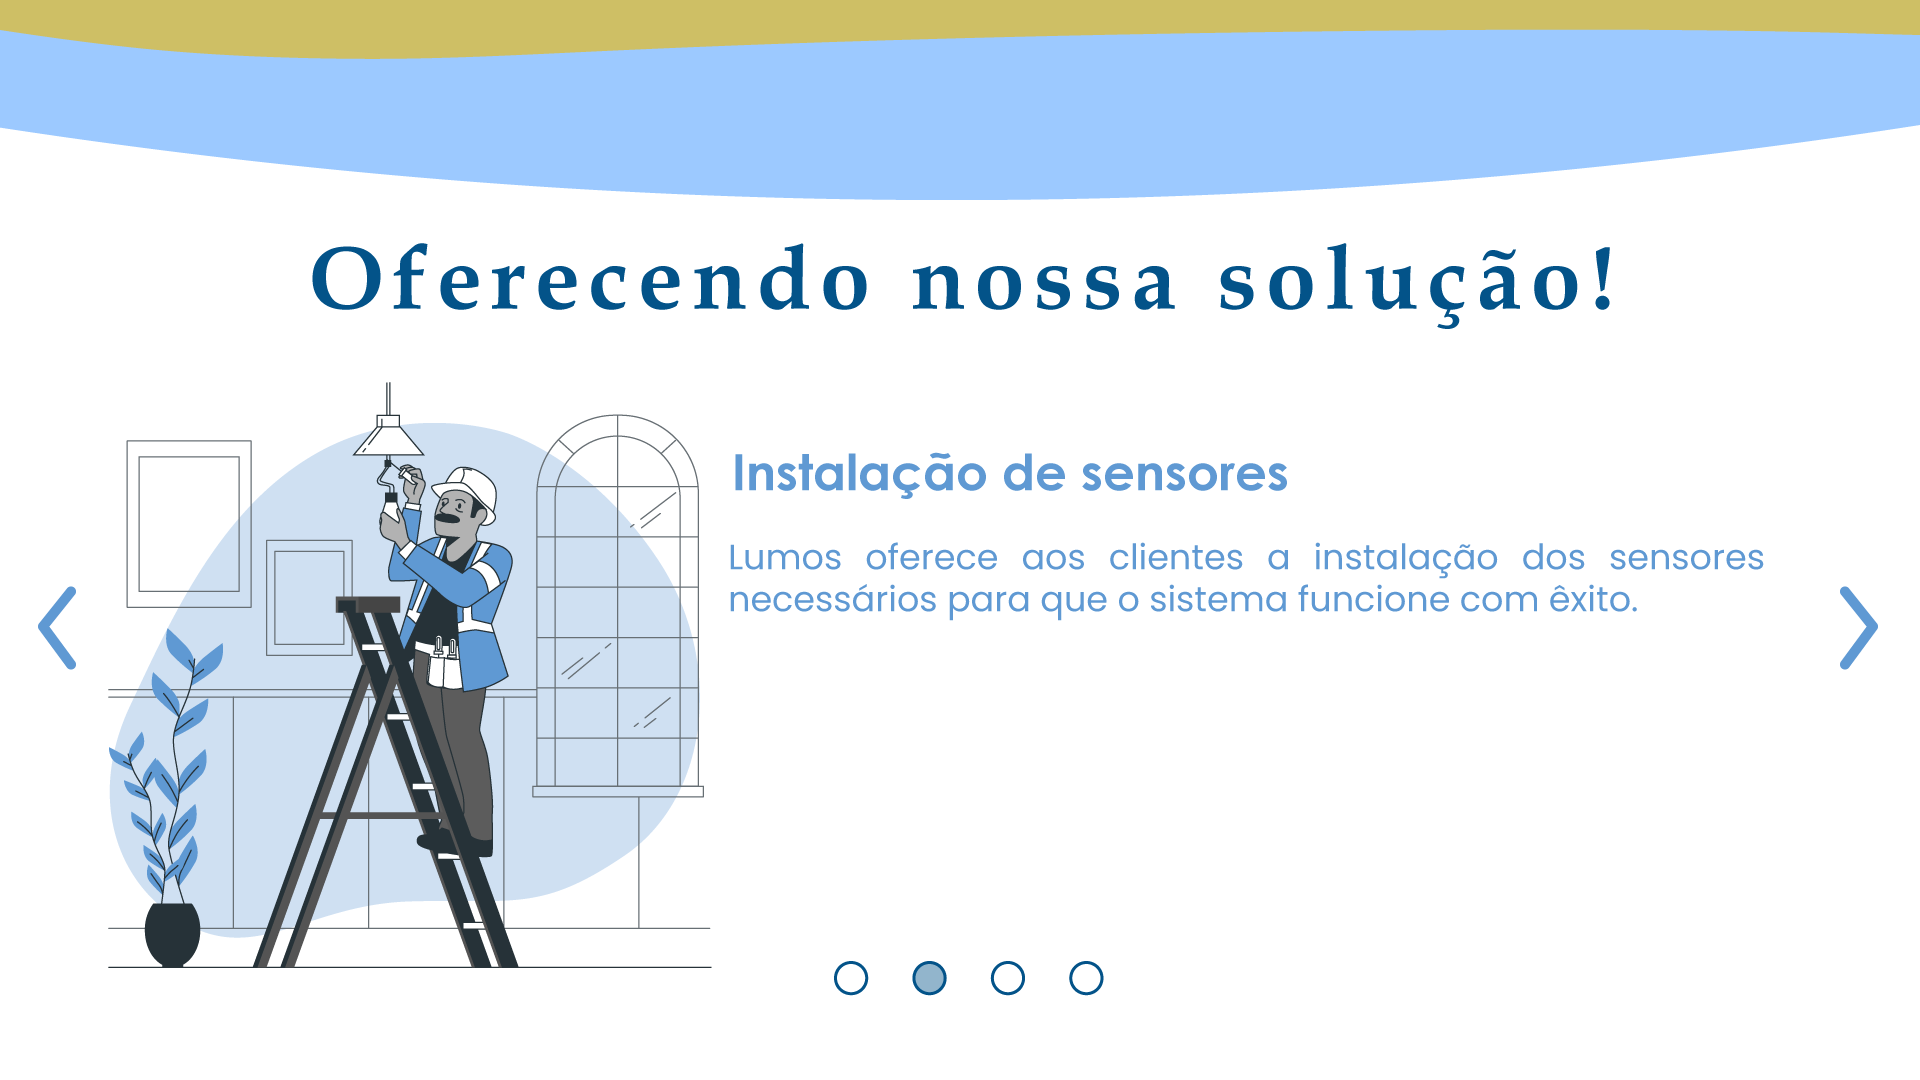 Oferecendo nossa solução!
Instalação de sensores
Lumos oferece aos clientes a instalação dos sensores
necessários para que o sistema funcione com êxito.